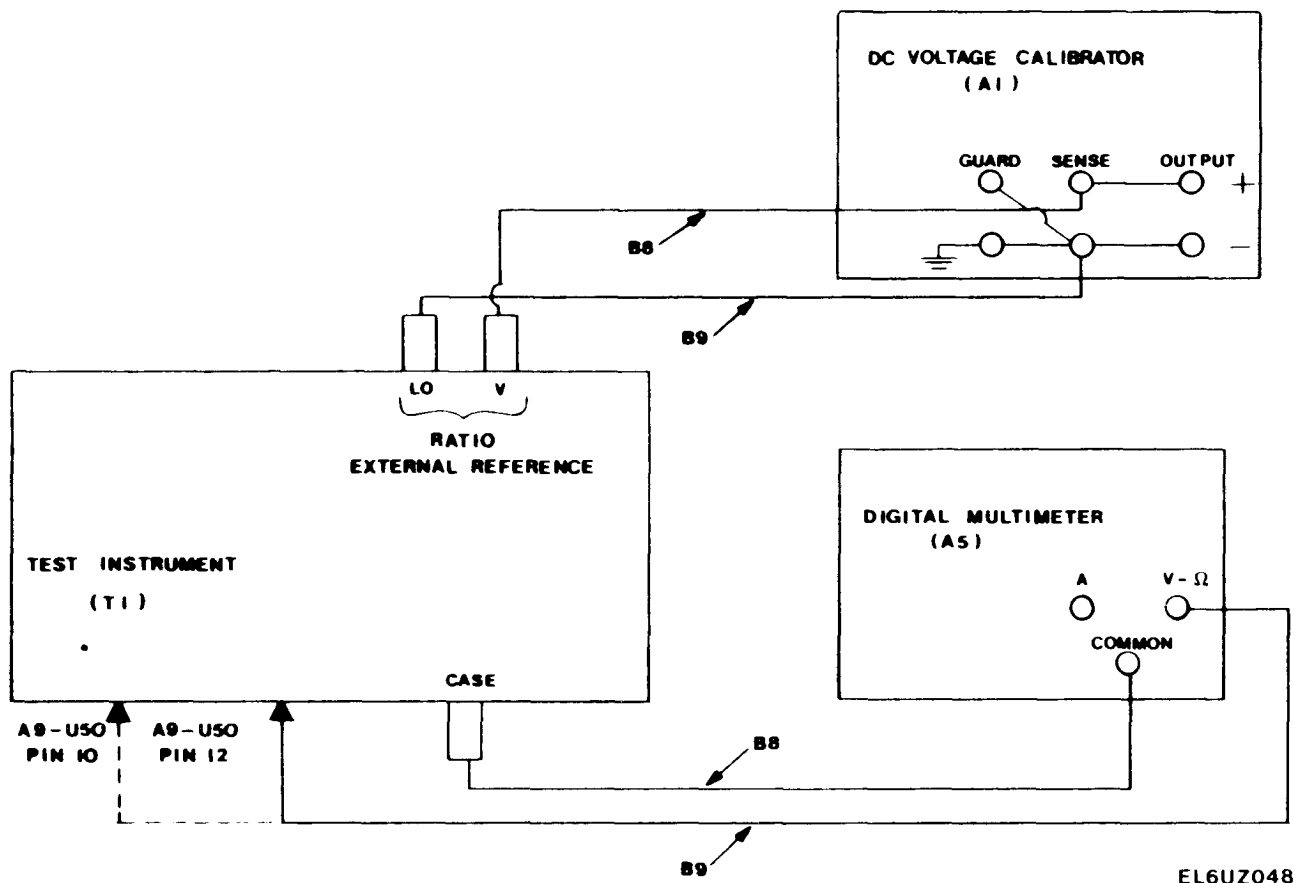 DC VOLTAGE CALIBRATOR
(A1)
GUARD SENSE OUTPUT
+
-
B8
B9
LO V
RATIO
EXTERNAL REFERENCE
TEST INSTRUMENT
(TI)
DIGITAL MULTIMETER
(A5)
A V-Ω
COMMON
CASE
A9-U50
PIN 10
A9-U50
PIN 12
B8
B9
EL6UZ048